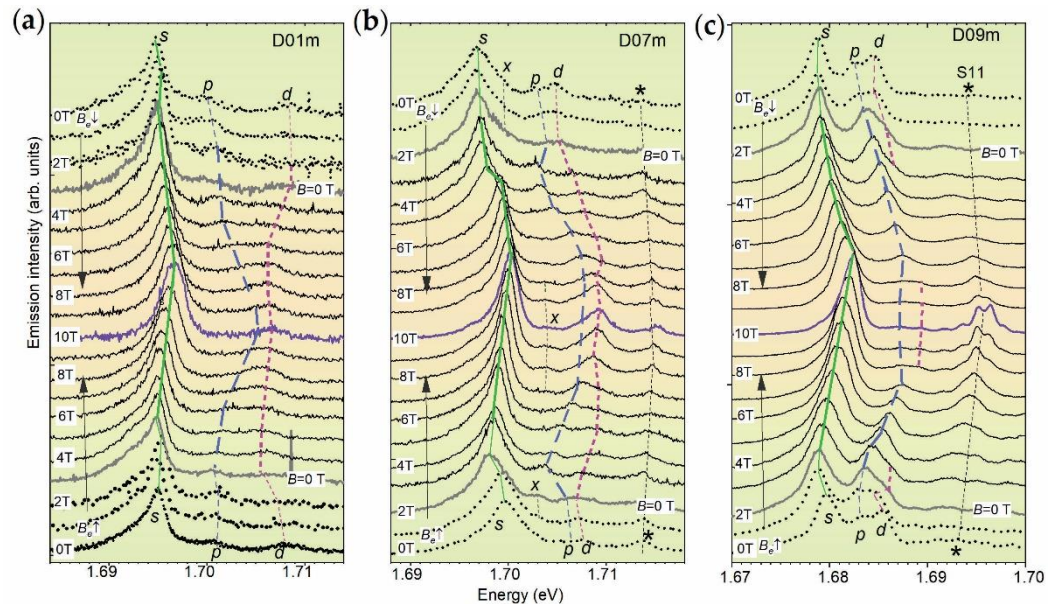 (a)
s
D01m
p
d
0T
Be↓
2T
B=0 T
4T
6T
8T
10T
8T
6T
4T
B=0 T
2T
Be↑
s
0T
p
d
1.69
1.70
1.71
(b)
s
D07m
x
p
d
*
0T
Be↓
2T
B=0 T
4T
6T
8T
x
10T
8T
6T
4T
x
2T
B=0 T
Be↑
s
0T
p
d
*
1.69
1.70
1.71
(c)
s
D09m
p
d
S11
*
0T
Be↓
2T
B=0 T
4T
6T
8T
10T
8T
6T
4T
2T
B=0 T
s
p
d
0T
Be↑
*
1.67
1.68
1.69
1.70
Emission intensity (arb. units)
Energy (eV)